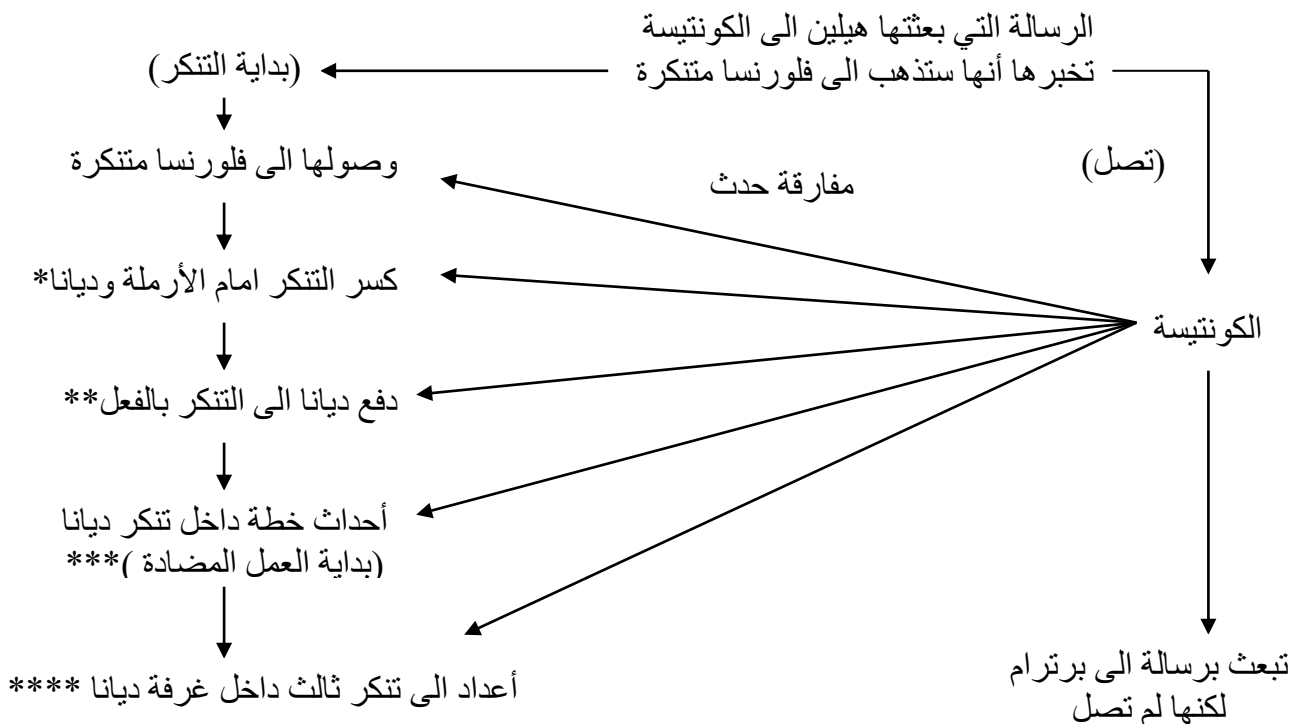 الرسالة التي بعثتها هيلين الى الكونتيسة
تخبرها أنها ستذهب الى فلورنسا متنكرة
(بداية التنكر)
(تصل)
مفارقة حدث
وصولها الى فلورنسا متنكرة
كسر التنكر امام الأرملة وديانا*
الكونتيسة
دفع ديانا الى التنكر بالفعل**
أحداث خطة داخل تنكر ديانا
(بداية العمل المضادة )***
أعداد الى تنكر ثالث داخل غرفة ديانا ****
تبعث برسالة الى برترام
لكنها لم تصل